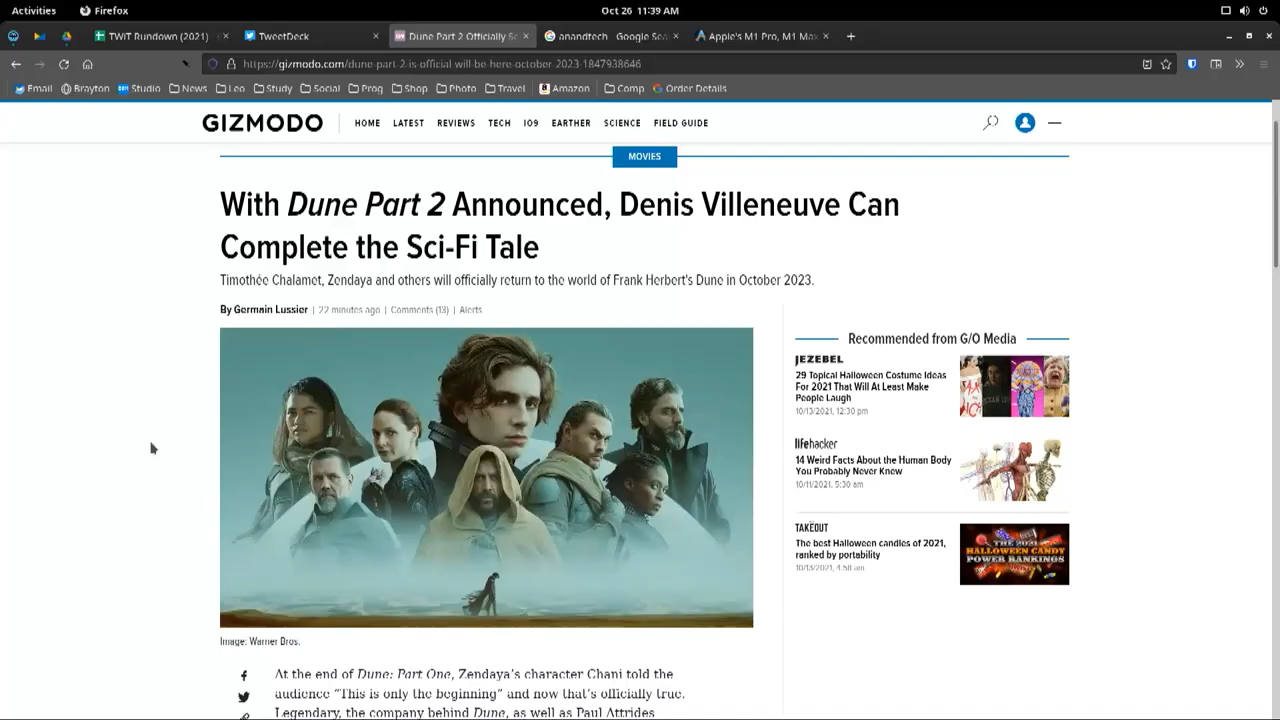 Activities Firefox Oct 26 11:39 AM
TWiT Rundown (2021) TweetDeck Dune Part 2 Officially Sc anandtech - Google Sea Apple's M1 Pro, M1 Max
https://gizmodo.com/dune-part-2-is-official-will-be-here-october-2023-1847938646
Email Brayton Studio News Leo Study Social Prog Shop Photo Travel Amazon Comp Order Details
GIZMODO HOME LATEST REVIEWS TECH IO9 EARTHER SCIENCE FIELD GUIDE
MOVIES
With Dune Part 2 Announced, Denis Villeneuve Can
Complete the Sci-Fi Tale
Timothée Chalamet, Zendaya and others will officially return to the world of Frank Herbert's Dune in October 2023.
By Germain Lussier | 22 minutes ago | Comments (13) | Alerts
Image: Warner Bros.
At the end of Dune: Part One, Zendaya's character Chani told the
audience “This is only the beginning” and now that's officially true.
Legendary, the company behind Dune, as well as Paul Attrides
Recommended from G/O Media
JEZEBEL
29 Topical Halloween Costume Ideas
For 2021 That Will At Least Make
People Laugh
10/13/2021, 12:30 pm
lifehacker
14 Weird Facts About the Human Body
You Probably Never Knew
10/11/2021, 5:30 am
TAKEOUT
The best Halloween candies of 2021,
ranked by portability
10/13/2021, 4:58 am
THE 2021
HALLOWEEN CANDY
POWER RANKINGS